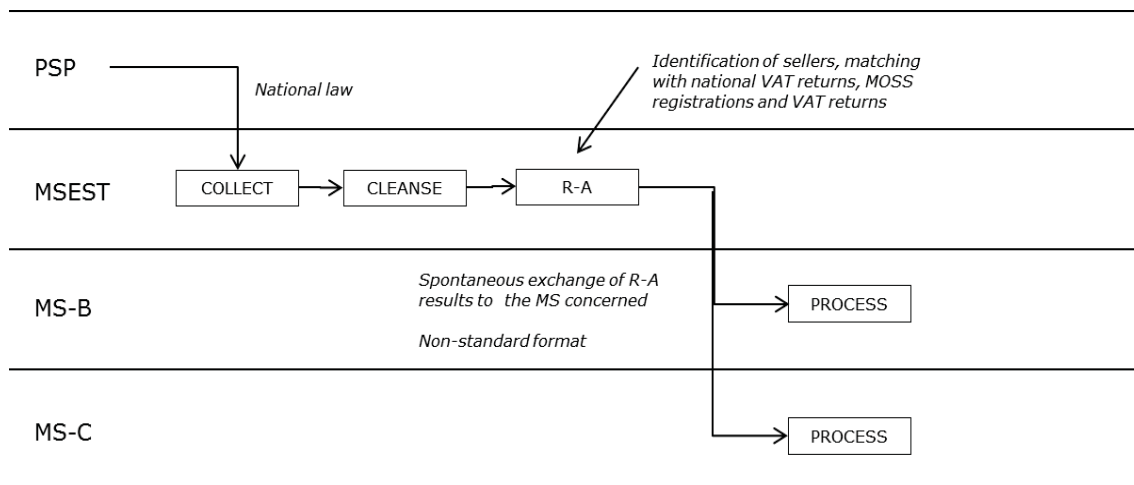 PSP
National law
Identification of sellers, matching
with national VAT returns, MOSS
registrations and VAT returns
MSEST
COLLECT
CLEANSE
R-A
MS-B
Spontaneous exchange of R-A
results to the MS concerned
Non-standard format
PROCESS
MS-C
PROCESS